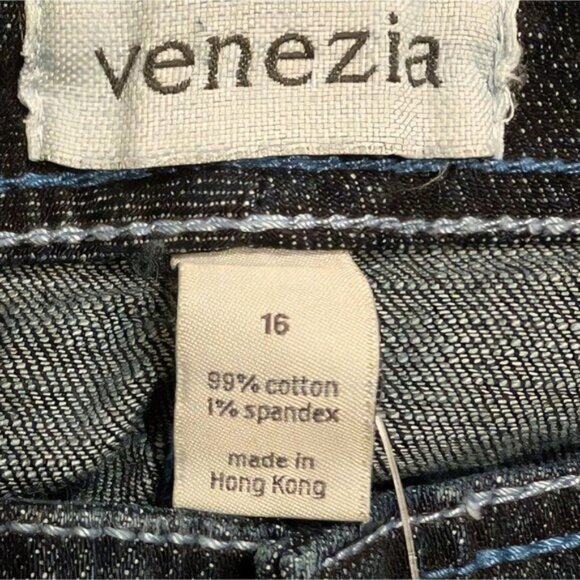 venezia
16
99% cotton
1% spandex
made in
Hong Kong